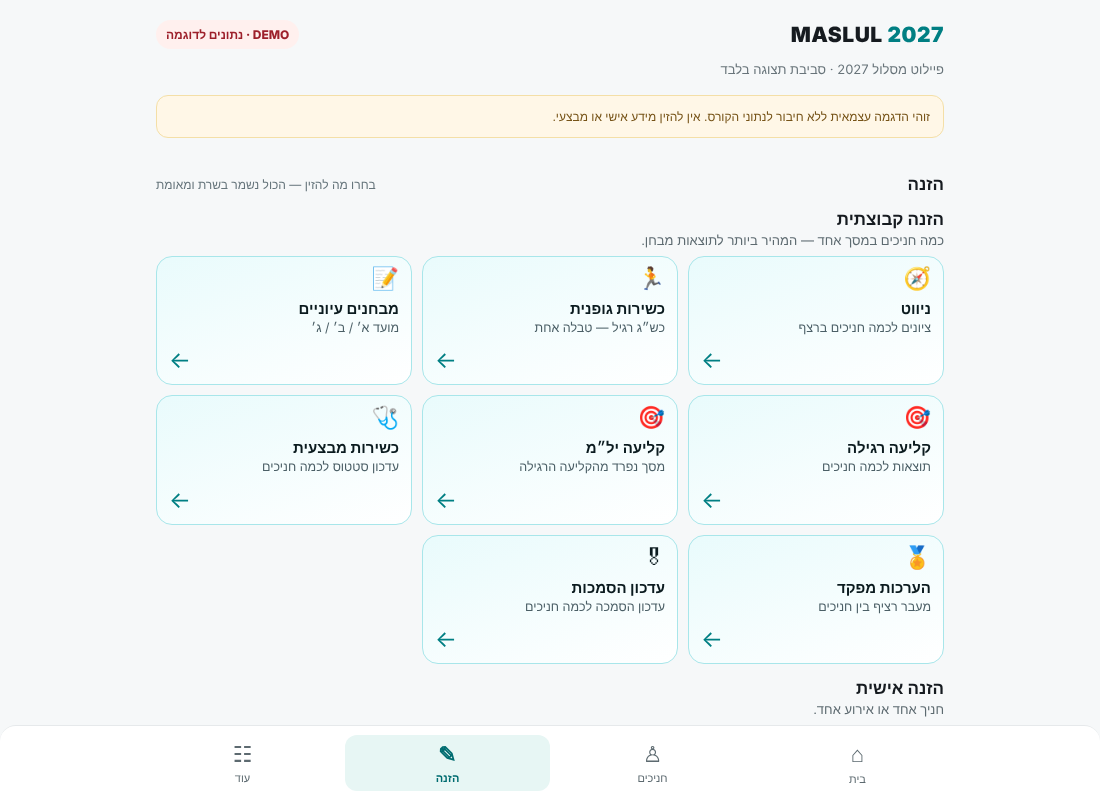 MASLUL 2027
DEMO · נתונים לדוגמה
פיילוט מסלול 2027 · סביבת תצוגה בלבד
זוהי הדגמה עצמאית ללא חיבור לנתוני הקורס. אין להזין מידע אישי או מבצעי.
הזנה
בחרו מה להזין — הכול נשמר בשרת ומאומת
הזנה קבוצתית
כמה חניכים במסך אחד — המהיר ביותר לתוצאות מבחן.
ניווט
ציונים לכמה חניכים ברצף
כשירות גופנית
כש״ג רגיל — טבלה אחת
מבחנים עיוניים
מועד א׳ / ב׳ / ג׳
קליעה רגילה
תוצאות לכמה חניכים
קליעה יל״מ
מסך נפרד מהקליעה הרגילה
כשירות מבצעית
עדכון סטטוס לכמה חניכים
הערכות מפקד
מעבר רציף בין חניכים
עדכון הסמכות
עדכון הסמכה לכמה חניכים
הזנה אישית
חניך אחד או אירוע אחד.
בית
חניכים
הזנה
עוד